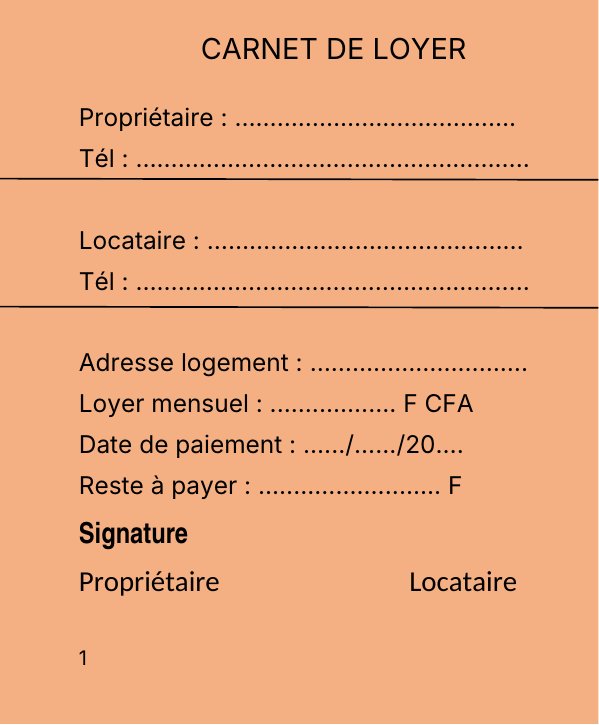 CARNET DE LOYER
Propriétaire : ........................................
Tél : ........................................................
Locataire : .............................................
Tél : ........................................................
Adresse logement : ...............................
Loyer mensuel : .................. F CFA
Date de paiement : ....../....../20....
Reste à payer : .......................... F
Signature
Propriétaire Locataire
1